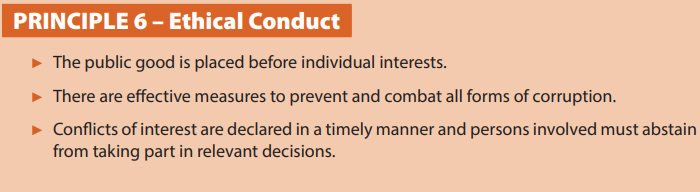 PRINCIPLE 6 – Ethical Conduct
► The public good is placed before individual interests.
► There are effective measures to prevent and combat all forms of corruption.
► Conflicts of interest are declared in a timely manner and persons involved must abstain
from taking part in relevant decisions.